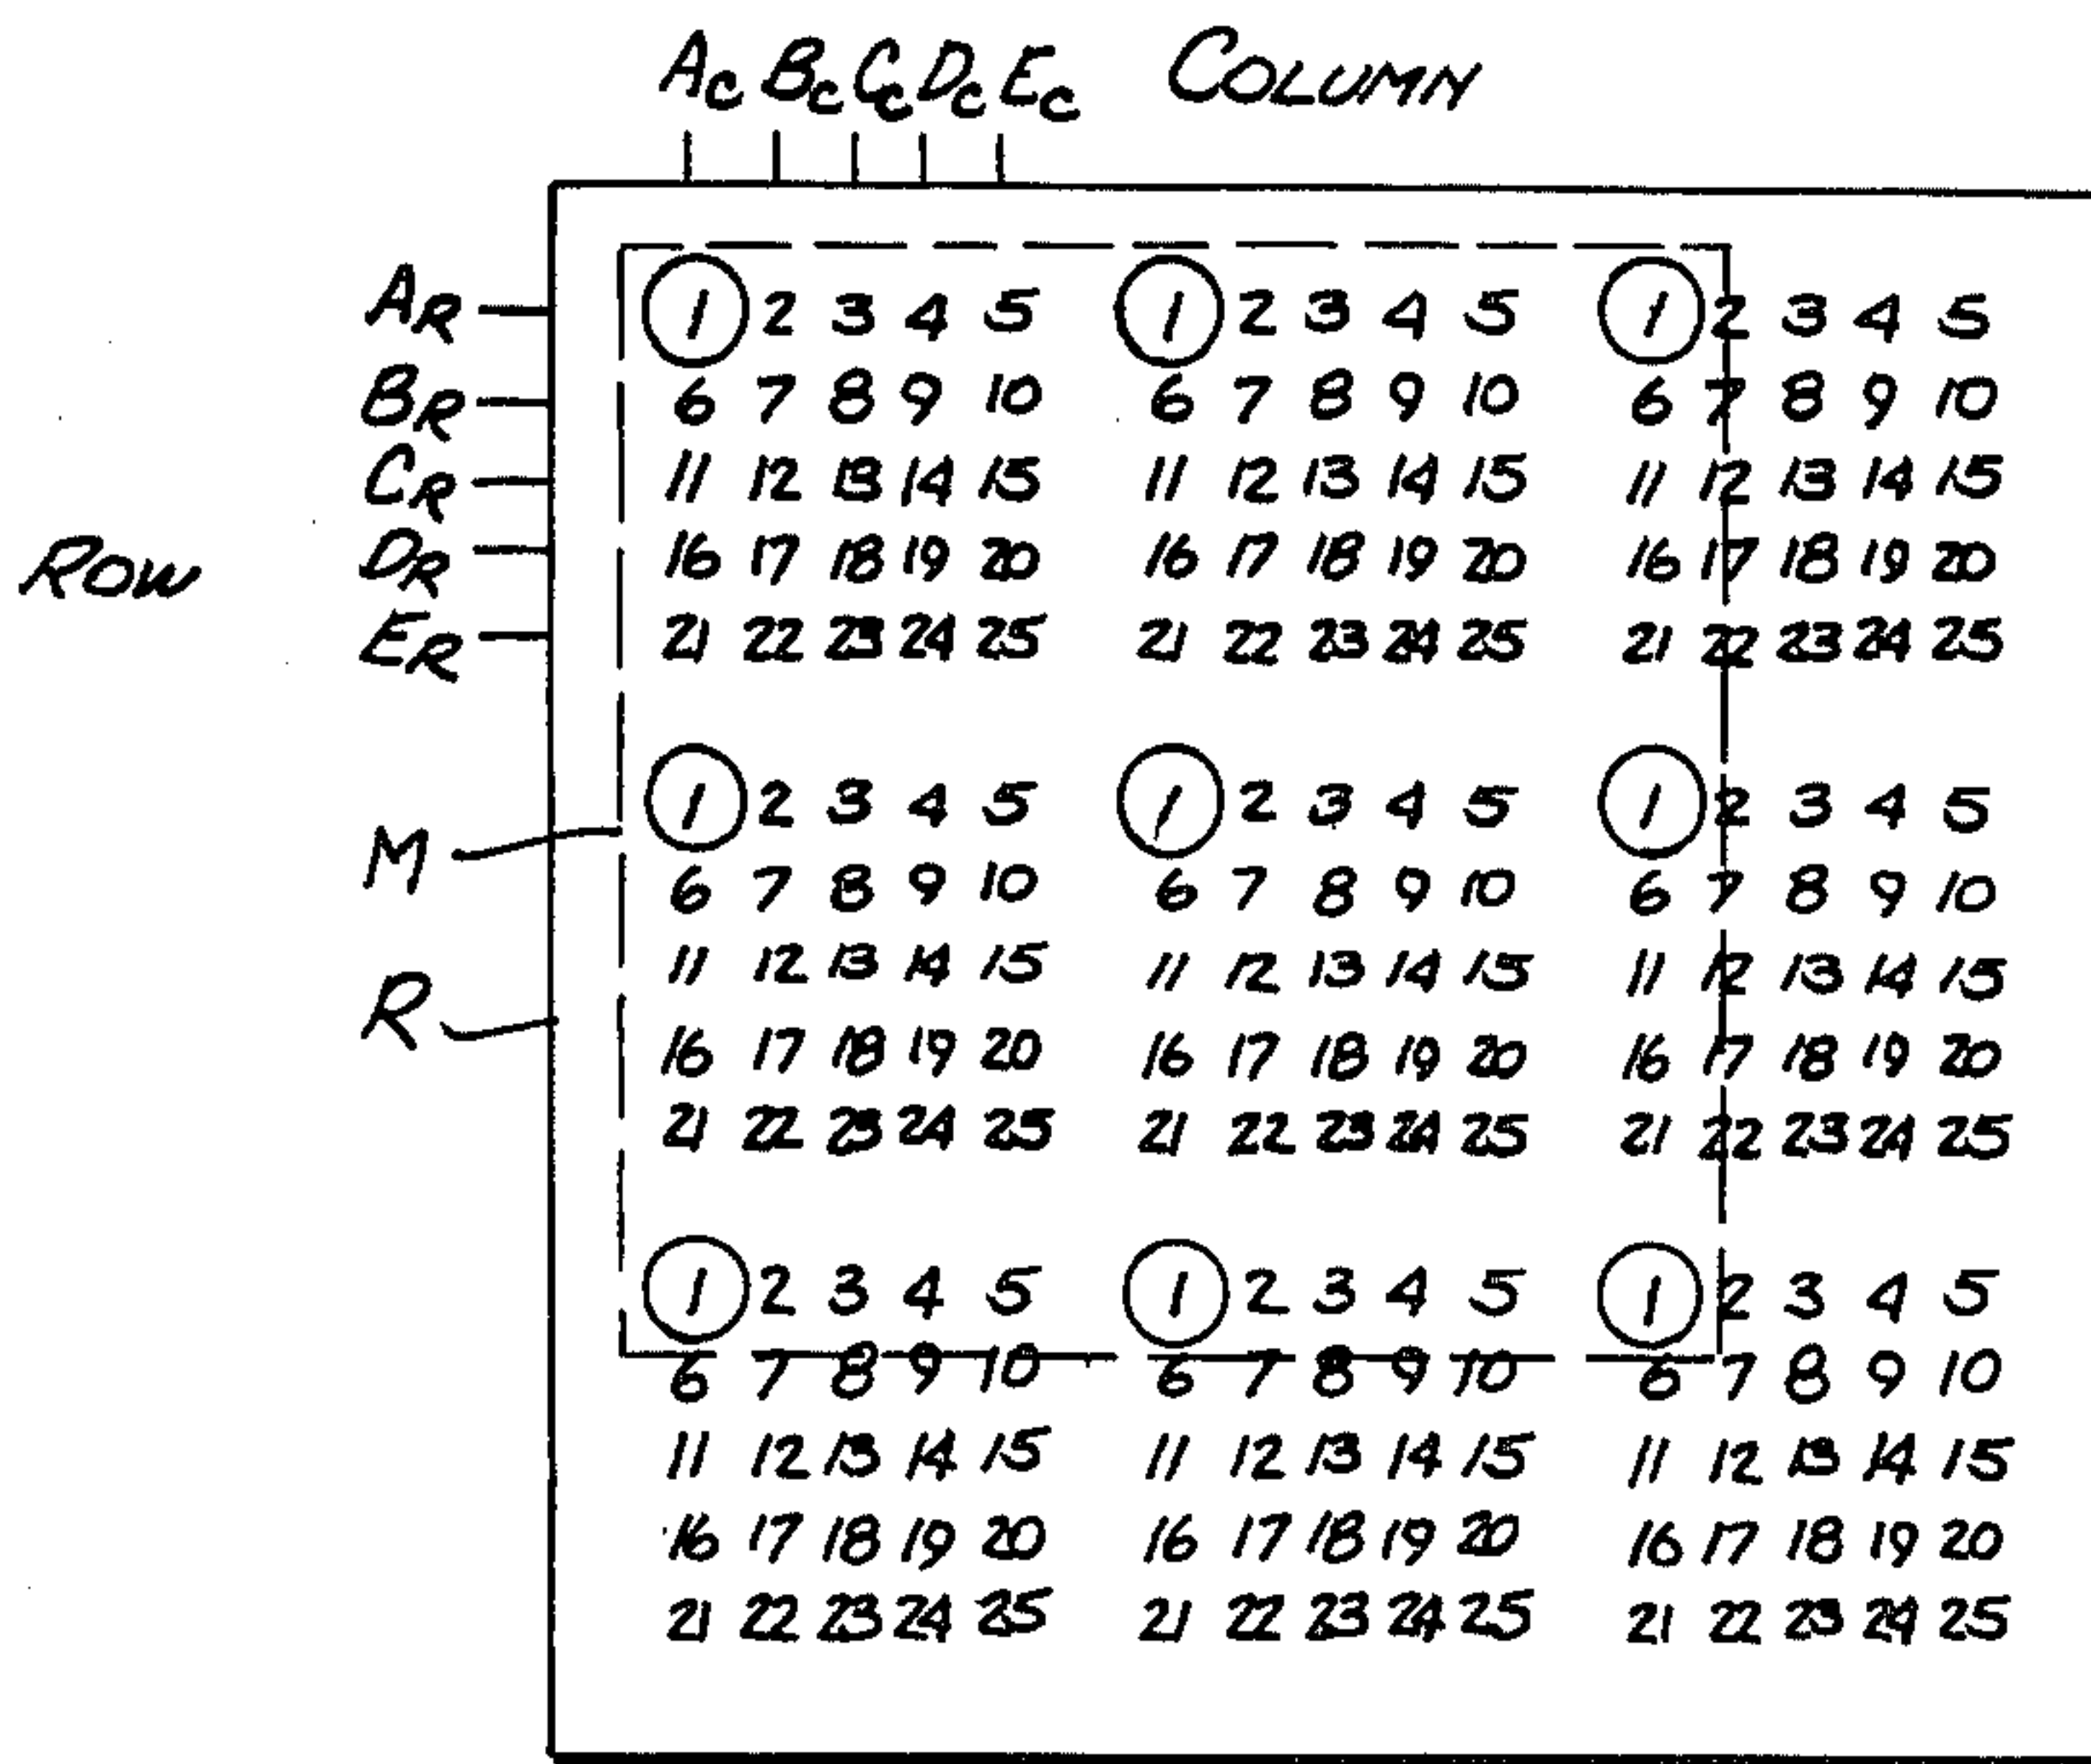 Ac Bc Cc Dc Ec COLUMN
AR 1 2 3 4 5 1 2 3 4 5 1 2 3 4 5
BR 6 7 8 9 10 6 7 8 9 10 6 7 8 9 10
CR 11 12 13 14 15 11 12 13 14 15 11 12 13 14 15
ROW DR 16 17 18 19 20 16 17 18 19 20 16 17 18 19 20
ER 21 22 23 24 25 21 22 23 24 25 21 22 23 24 25
1 2 3 4 5 1 2 3 4 5 1 2 3 4 5
M 6 7 8 9 10 6 7 8 9 10 6 7 8 9 10
11 12 13 14 15 11 12 13 14 15 11 12 13 14 15
R 16 17 18 19 20 16 17 18 19 20 16 17 18 19 20
21 22 23 24 25 21 22 23 24 25 21 22 23 24 25
1 2 3 4 5 1 2 3 4 5 1 2 3 4 5
6 7 8 9 10 6 7 8 9 10 6 7 8 9 10
11 12 13 14 15 11 12 13 14 15 11 12 13 14 15
16 17 18 19 20 16 17 18 19 20 16 17 18 19 20
21 22 23 24 25 21 22 23 24 25 21 22 23 24 25